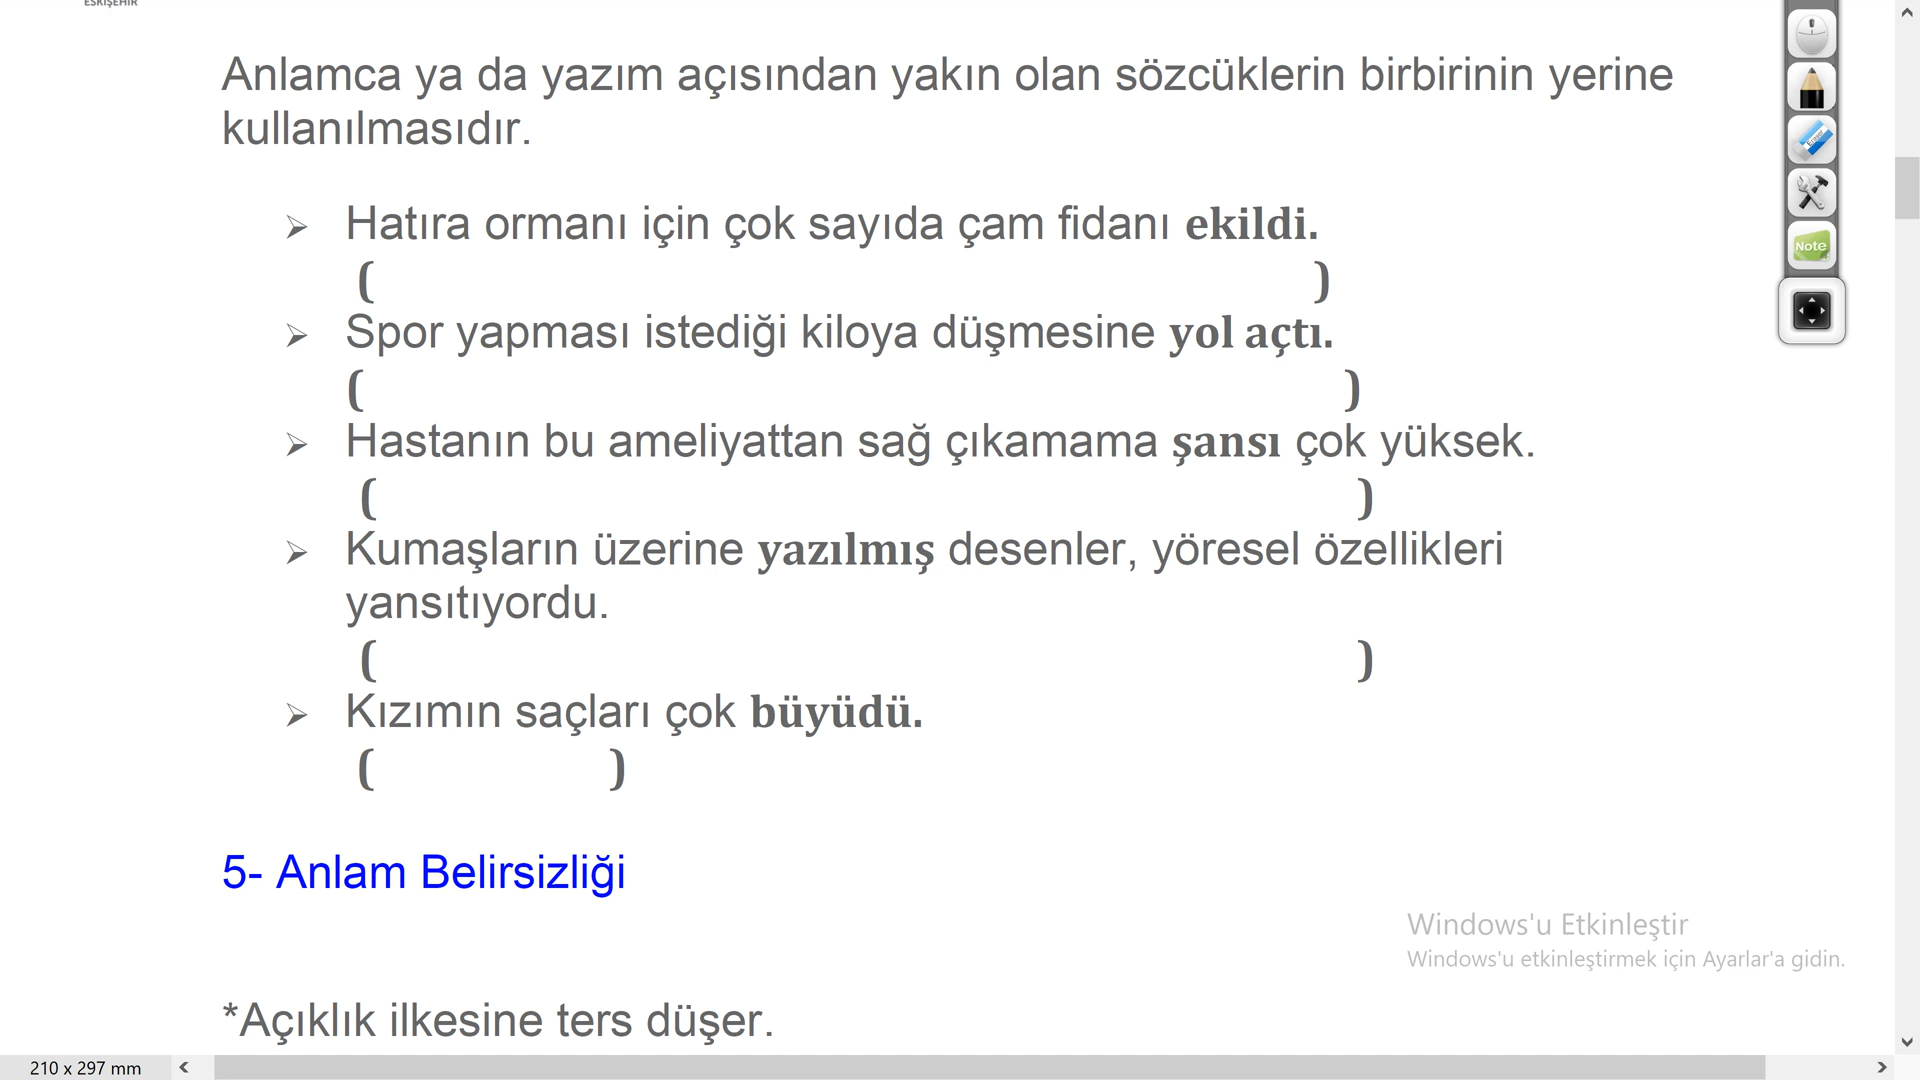 ESKİŞEHİR
Anlamca ya da yazım açısından yakın olan sözcüklerin birbirinin yerine
kullanılmasıdır.
➢ Hatıra ormanı için çok sayıda çam fidanı ekildi.
( )
➢ Spor yapması istediği kiloya düşmesine yol açtı.
( )
➢ Hastanın bu ameliyattan sağ çıkamama şansı çok yüksek.
( )
➢ Kumaşların üzerine yazılmış desenler, yöresel özellikleri
yansıtıyordu.
( )
➢ Kızımın saçları çok büyüdü.
( )
5- Anlam Belirsizliği
*Açıklık ilkesine ters düşer.
Note
Windows'u Etkinleştir
Windows'u etkinleştirmek için Ayarlar'a gidin.
210 x 297 mm